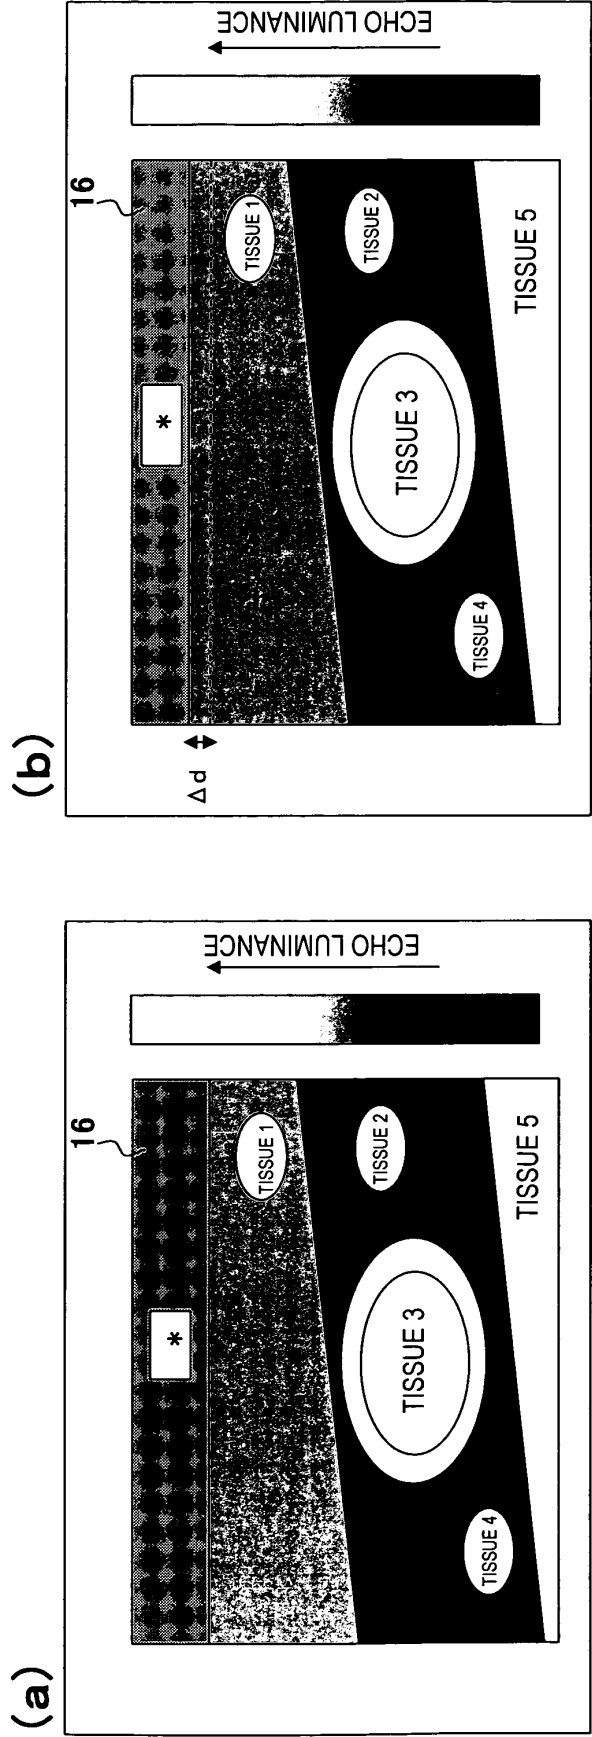 (a)
16
*
TISSUE 1
TISSUE 2
TISSUE 3
TISSUE 4
TISSUE 5
ECHO LUMINANCE
(b)
16
*
Δd
TISSUE 1
TISSUE 2
TISSUE 3
TISSUE 4
TISSUE 5
ECHO LUMINANCE